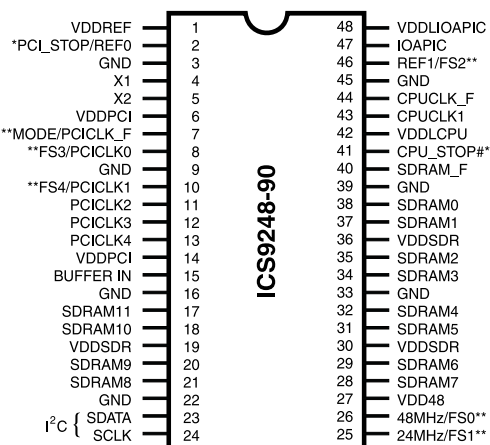 VDDREF 1 48 VDDLIOAPIC
*PCI_STOP/REF0 2 47 IOAPIC
GND 3 46 REF1/FS2**
X1 4 45 GND
X2 5 44 CPUCLK_F
VDDPCI 6 43 CPUCLK1
**MODE/PCICLK_F 7 42 VDDLCPU
**FS3/PCICLK0 8 41 CPU_STOP#*
GND 9 40 SDRAM_F
**FS4/PCICLK1 10 39 GND
PCICLK2 11 38 SDRAM0
PCICLK3 12 37 SDRAM1
PCICLK4 13 36 VDDSDR
VDDPCI 14 35 SDRAM2
BUFFER IN 15 34 SDRAM3
GND 16 33 GND
SDRAM11 17 32 SDRAM4
SDRAM10 18 31 SDRAM5
VDDSDR 19 30 VDDSDR
SDRAM9 20 29 SDRAM6
SDRAM8 21 28 SDRAM7
GND 22 27 VDD48
I²C { SDATA 23 26 48MHz/FS0**
SCLK 24 25 24MHz/FS1**
ICS9248-90